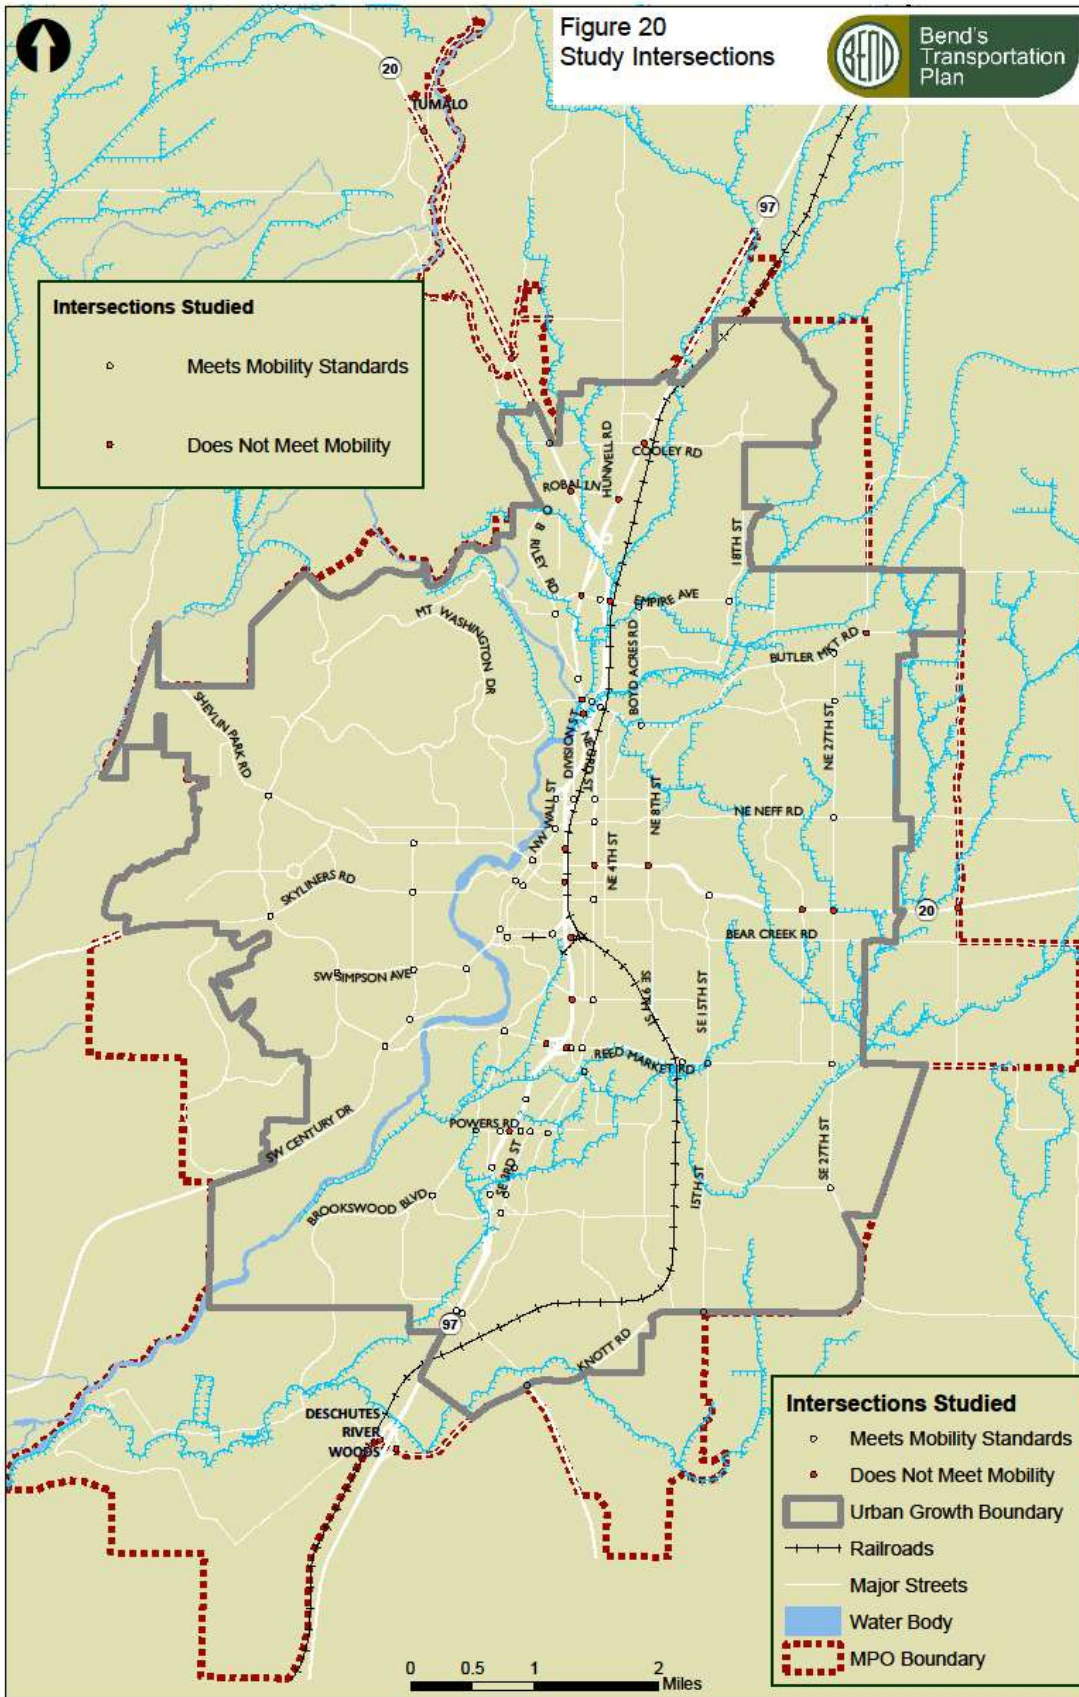 Figure 20
Study Intersections
BEND
Bend's
Transportation
Plan
20
TUMALO
97
Intersections Studied
Meets Mobility Standards
Does Not Meet Mobility
HUNNELL RD
COOLEY RD
ROBAL LN
O B RILEY RD
18TH ST
EMPIRE AVE
MT WASHINGTON DR
BOYD ACRES RD
BUTLER MKT RD
SHEVLIN PARK RD
DIVISION ST
NE 3RD ST
NE 27TH ST
NW WALL ST
NE 8TH ST
NE NEFF RD
NE 4TH ST
SKYLINERS RD
20
BEAR CREEK RD
SW SIMPSON AVE
SE 9TH ST
SE 15TH ST
REED MARKET RD
POWERS RD
SW CENTURY DR
SE 3RD ST
SE 27TH ST
BROOKSWOOD BLVD
15TH ST
97
KNOTT RD
DESCHUTES
RIVER
WOODS
Intersections Studied
Meets Mobility Standards
Does Not Meet Mobility
Urban Growth Boundary
Railroads
Major Streets
Water Body
MPO Boundary
0 0.5 1 2
Miles